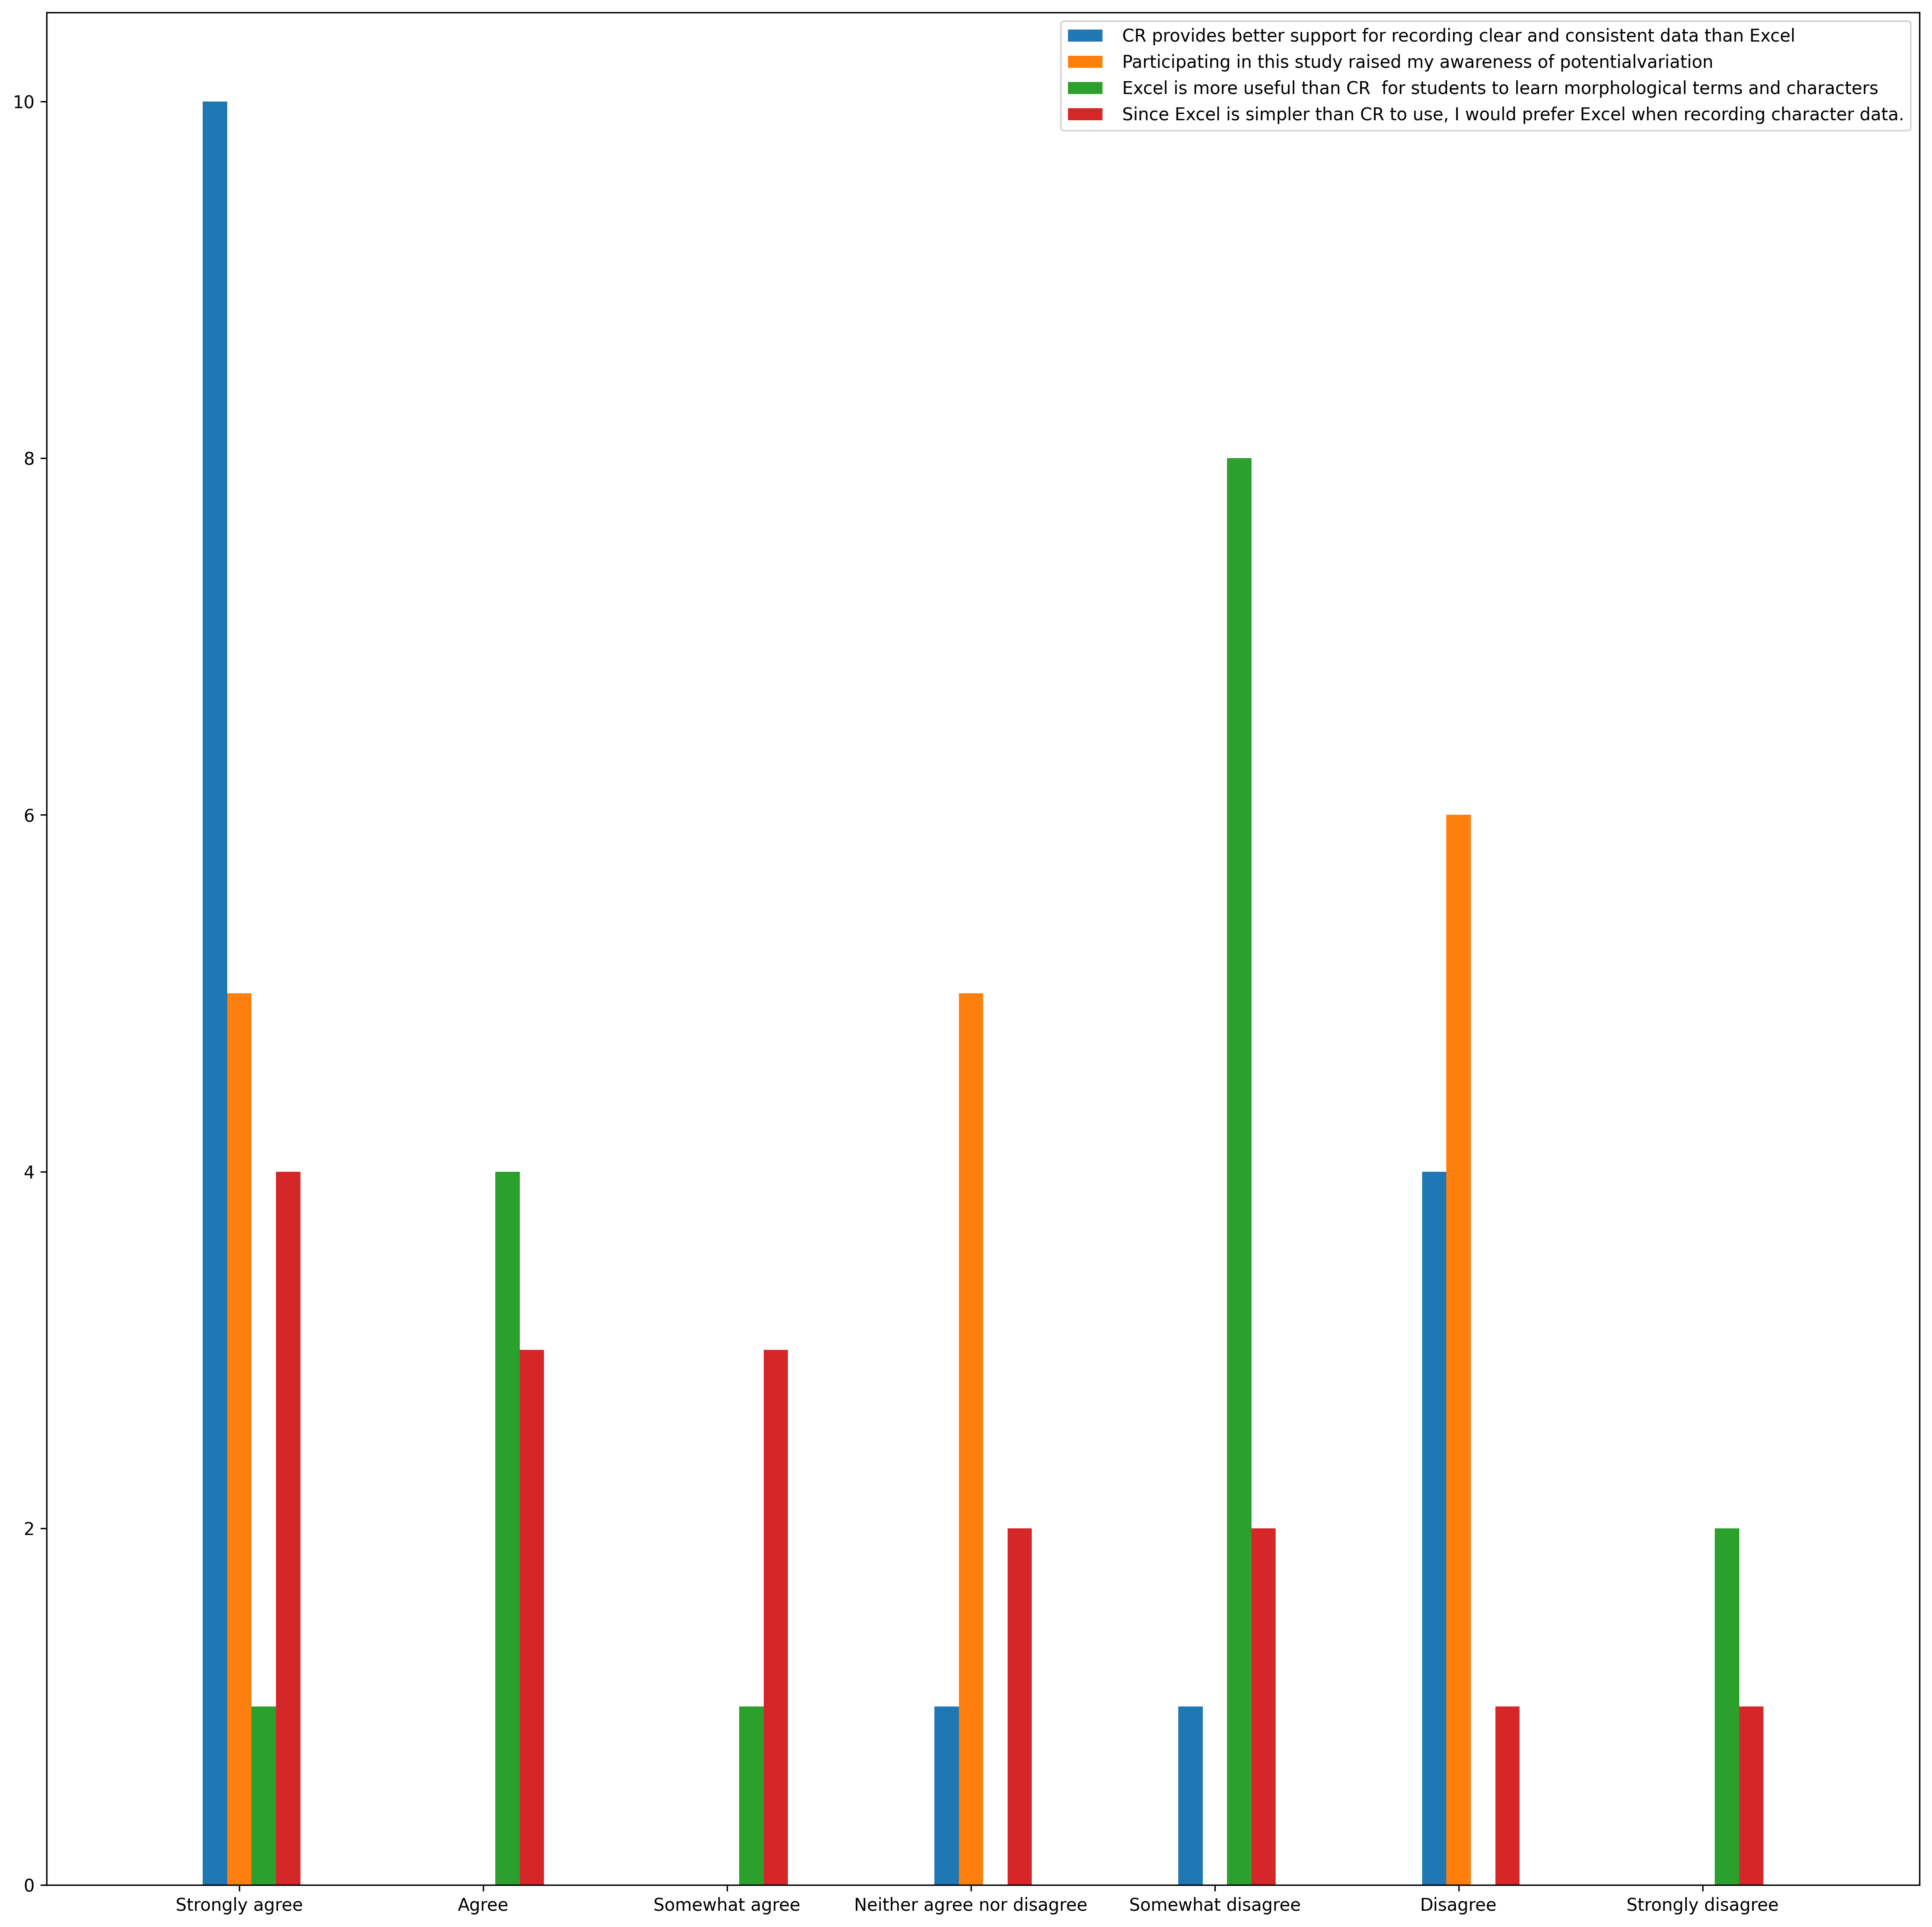 CR provides better support for recording clear and consistent data than Excel
Participating in this study raised my awareness of potentialvariation
Excel is more useful than CR  for students to learn morphological terms and characters
Since Excel is simpler than CR to use, I would prefer Excel when recording character data.
10
8
6
4
2
0
Strongly agree
Agree
Somewhat agree
Neither agree nor disagree
Somewhat disagree
Disagree
Strongly disagree